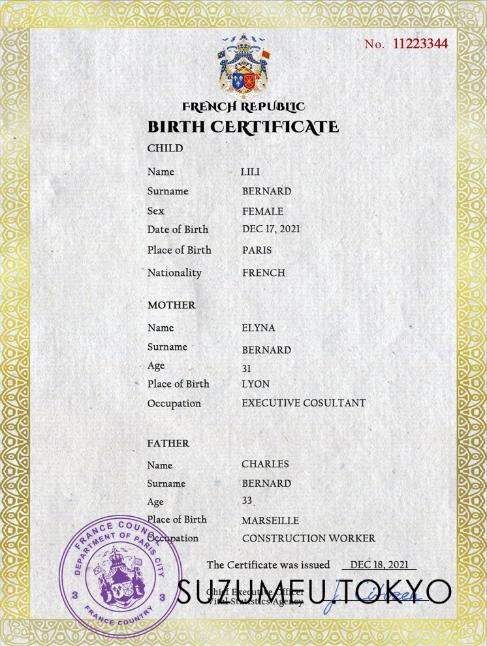 No. 11223344
FRENCH REPUBLIC
BIRTH CERTIFICATE
CHILD
Name LILI
Surname BERNARD
Sex FEMALE
Date of Birth DEC 17, 2021
Place of Birth PARIS
Nationality FRENCH
MOTHER
Name ELYNA
Surname BERNARD
Age 31
Place of Birth LYON
Occupation EXECUTIVE COSULTANT
FATHER
Name CHARLES
Surname BERNARD
Age 33
Place of Birth MARSEILLE
Occupation CONSTRUCTION WORKER
The Certificate was issued DEC 18, 2021
Chief Executive Officer
Vital Statistics Agency
J. Citizen
SUZUMEU.TOKYO
FRANCE COUNCIL
DEPARTMENT OF PARIS CITY
3 3
FRANCE COUNTRY